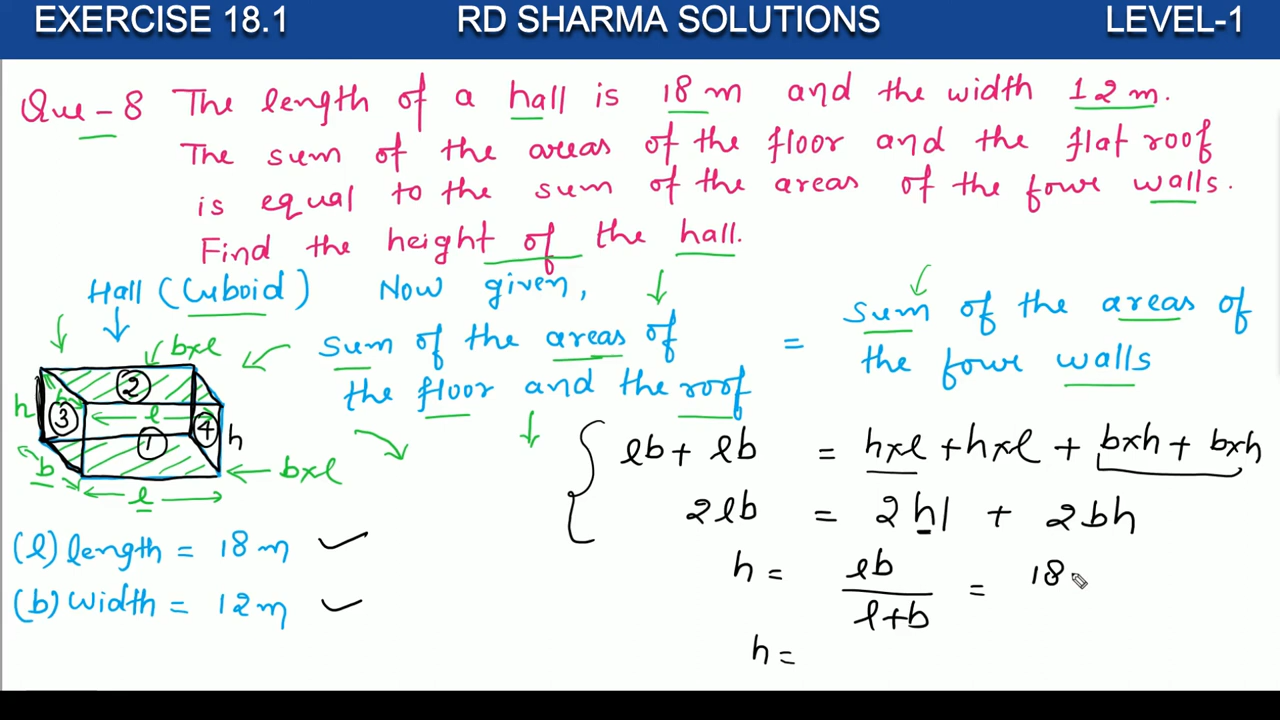 EXERCISE 18.1 RD SHARMA SOLUTIONS LEVEL-1
Que-8 The length of a hall is 18 m and the width 12 m.
The sum of the areas of the floor and the flat roof
is equal to the sum of the areas of the four walls.
Find the height of the hall.
Hall (Cuboid) Now given,
sum of the areas of the floor and the roof = sum of the areas of the four walls
b×l
h
b
l
2
3
4
1
h
b
b×l
l
lb + lb = h×l + h×l + b×h + b×h
2lb = 2hl + 2bh
h = lb / l+b = 18
h =
(l) length = 18 m
(b) width = 12 m